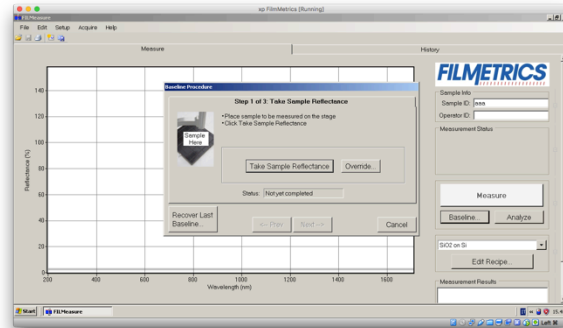 xp FilmMetrics [Running]
FILMeasure
File Edit Setup Acquire Help
Measure
History
FILMETRICS
Sample Info
Sample ID: aaa
Operator ID:
Measurement Status
Measure
Baseline... Analyze
SiO2 on Si
Edit Recipe...
Measurement Results
Reflectance (%)
140
120
100
80
60
40
20
0
200 400 600 800 1000 1200 1400 1600
Wavelength (nm)
Baseline Procedure
Step 1 of 3: Take Sample Reflectance
Sample Here
•Place sample to be measured on the stage
•Click Take Sample Reflectance
Take Sample Reflectance Override...
Status: Not yet completed
Recover Last Baseline...
<< Prev Next >>
Cancel
Start FILMeasure
Left ⌘